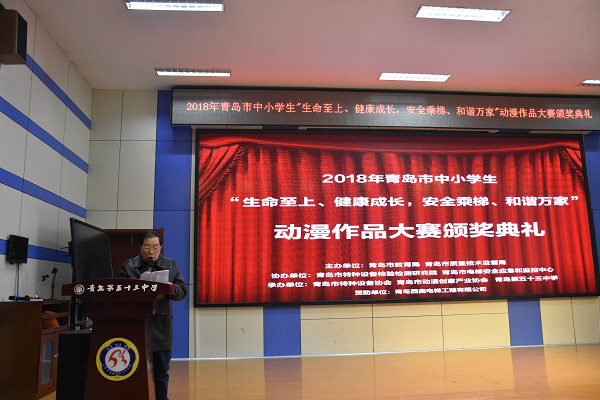 2018年青岛市中小学生"生命至上、健康成长，安全乘梯、和谐万家"动漫作品大赛颁奖典礼
2018年青岛市中小学生
“生命至上、健康成长，安全乘梯、和谐万家”
动漫作品大赛颁奖典礼
主办单位：青岛市教育局 青岛市质量技术监督局
协办单位：青岛市特种设备检验检测研究院 青岛市电梯安全应急和监控中心
承办单位：青岛市特种设备协会 青岛市动漫创意产业协会 青岛第五十三中学
赞助单位：青岛西奥电梯工程有限公司
青岛第五十三中学